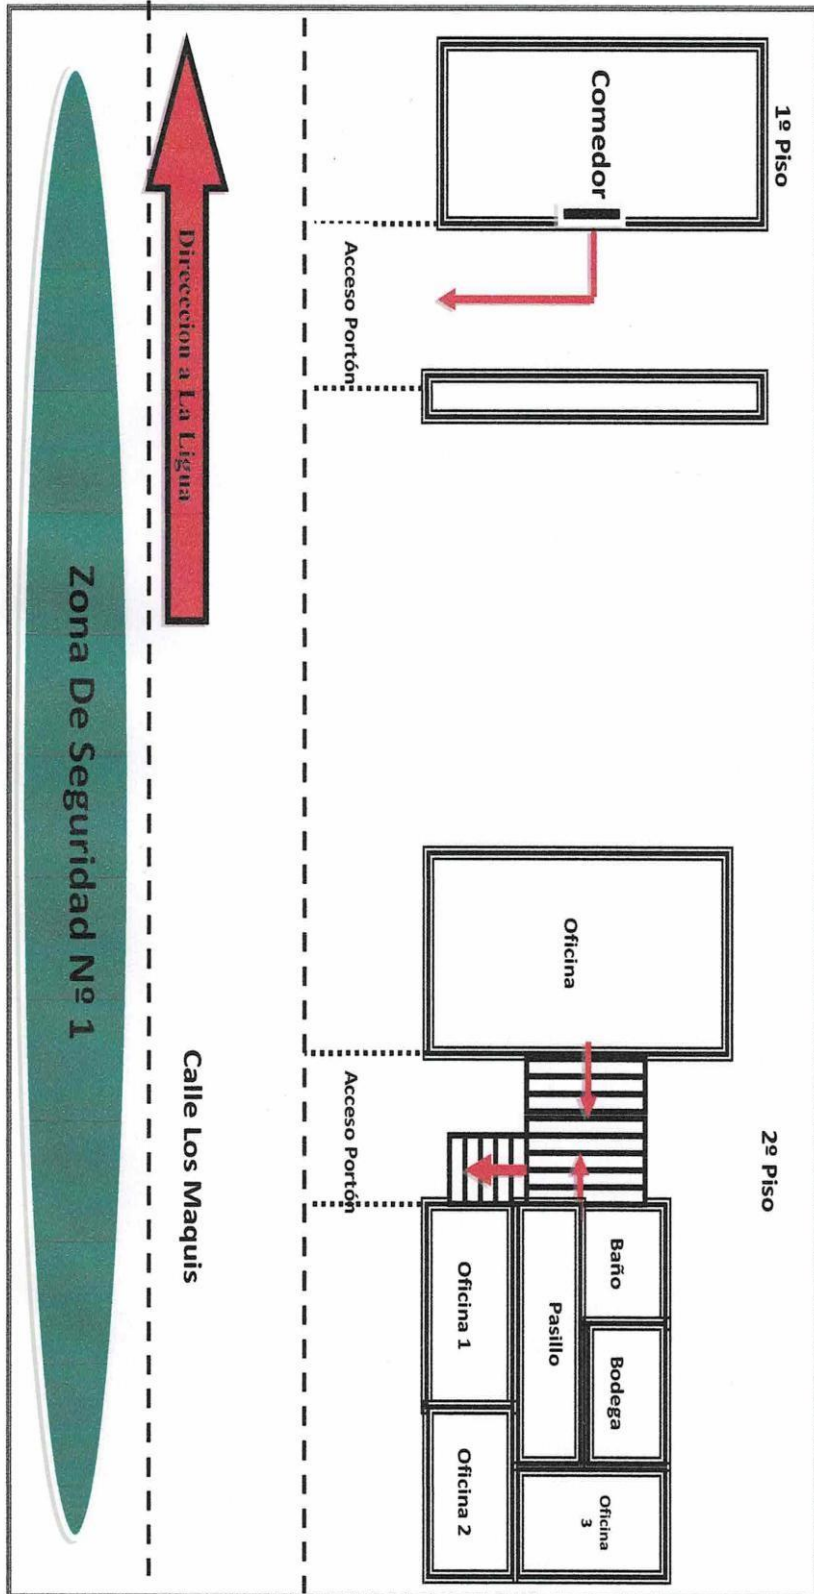 1º Piso
Comedor
Acceso Portón
2º Piso
Oficina
Baño
Bodega
Pasillo
Oficina
3
Oficina 1
Oficina 2
Acceso Portón
Direccion a La Ligua
Calle Los Maquis
Zona De Seguridad Nº 1